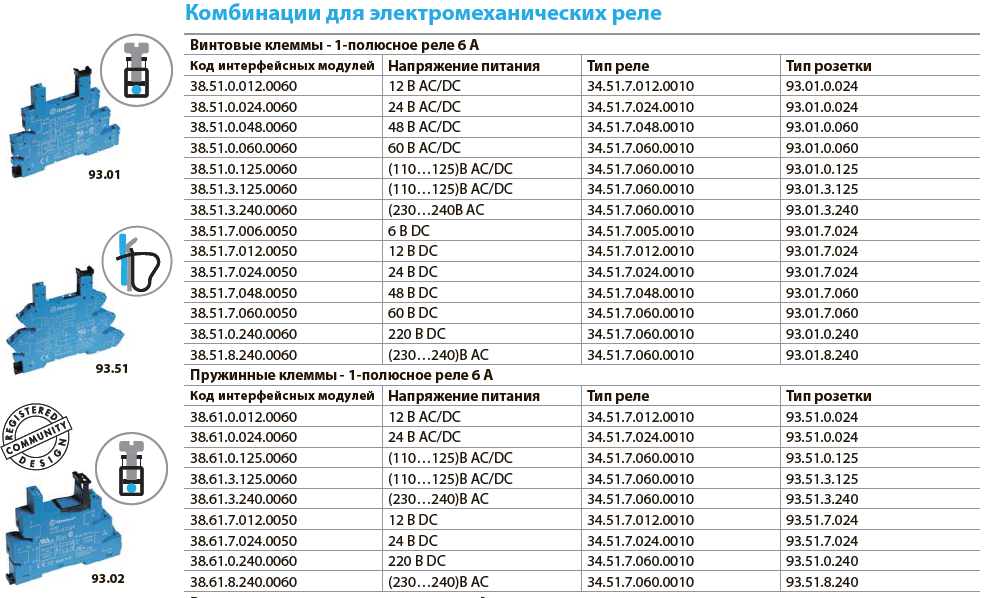 Комбинации для электромеханических реле
Винтовые клеммы - 1-полюсное реле 6 А
Код интерфейсных модулей Напряжение питания Тип реле Тип розетки
38.51.0.012.0060 12 В AC/DC 34.51.7.012.0010 93.01.0.024
38.51.0.024.0060 24 В AC/DC 34.51.7.024.0010 93.01.0.024
38.51.0.048.0060 48 В AC/DC 34.51.7.048.0010 93.01.0.060
38.51.0.060.0060 60 В AC/DC 34.51.7.060.0010 93.01.0.060
38.51.0.125.0060 (110…125)В AC/DC 34.51.7.060.0010 93.01.0.125
38.51.3.125.0060 (110…125)В AC/DC 34.51.7.060.0010 93.01.3.125
38.51.3.240.0060 (230…240В AC 34.51.7.060.0010 93.01.3.240
38.51.7.006.0050 6 В DC 34.51.7.005.0010 93.01.7.024
38.51.7.012.0050 12 В DC 34.51.7.012.0010 93.01.7.024
38.51.7.024.0050 24 В DC 34.51.7.024.0010 93.01.7.024
38.51.7.048.0050 48 В DC 34.51.7.048.0010 93.01.7.060
38.51.7.060.0050 60 В DC 34.51.7.060.0010 93.01.7.060
38.51.0.240.0060 220 В DC 34.51.7.060.0010 93.01.0.240
38.51.8.240.0060 (230…240)В AC 34.51.7.060.0010 93.01.8.240
Пружинные клеммы - 1-полюсное реле 6 А
Код интерфейсных модулей Напряжение питания Тип реле Тип розетки
38.61.0.012.0060 12 В AC/DC 34.51.7.012.0010 93.51.0.024
38.61.0.024.0060 24 В AC/DC 34.51.7.024.0010 93.51.0.024
38.61.0.125.0060 (110…125)В AC/DC 34.51.7.060.0010 93.51.0.125
38.61.3.125.0060 (110…125)В AC/DC 34.51.7.060.0010 93.51.3.125
38.61.3.240.0060 (230…240)В AC 34.51.7.060.0010 93.51.3.240
38.61.7.012.0050 12 В DC 34.51.7.012.0010 93.51.7.024
38.61.7.024.0050 24 В DC 34.51.7.024.0010 93.51.7.024
38.61.0.240.0060 220 В DC 34.51.7.060.0010 93.51.0.240
38.61.8.240.0060 (230…240)В AC 34.51.7.060.0010 93.51.8.240
93.01
93.51
REGISTERED
COMMUNITY
DESIGN
93.02